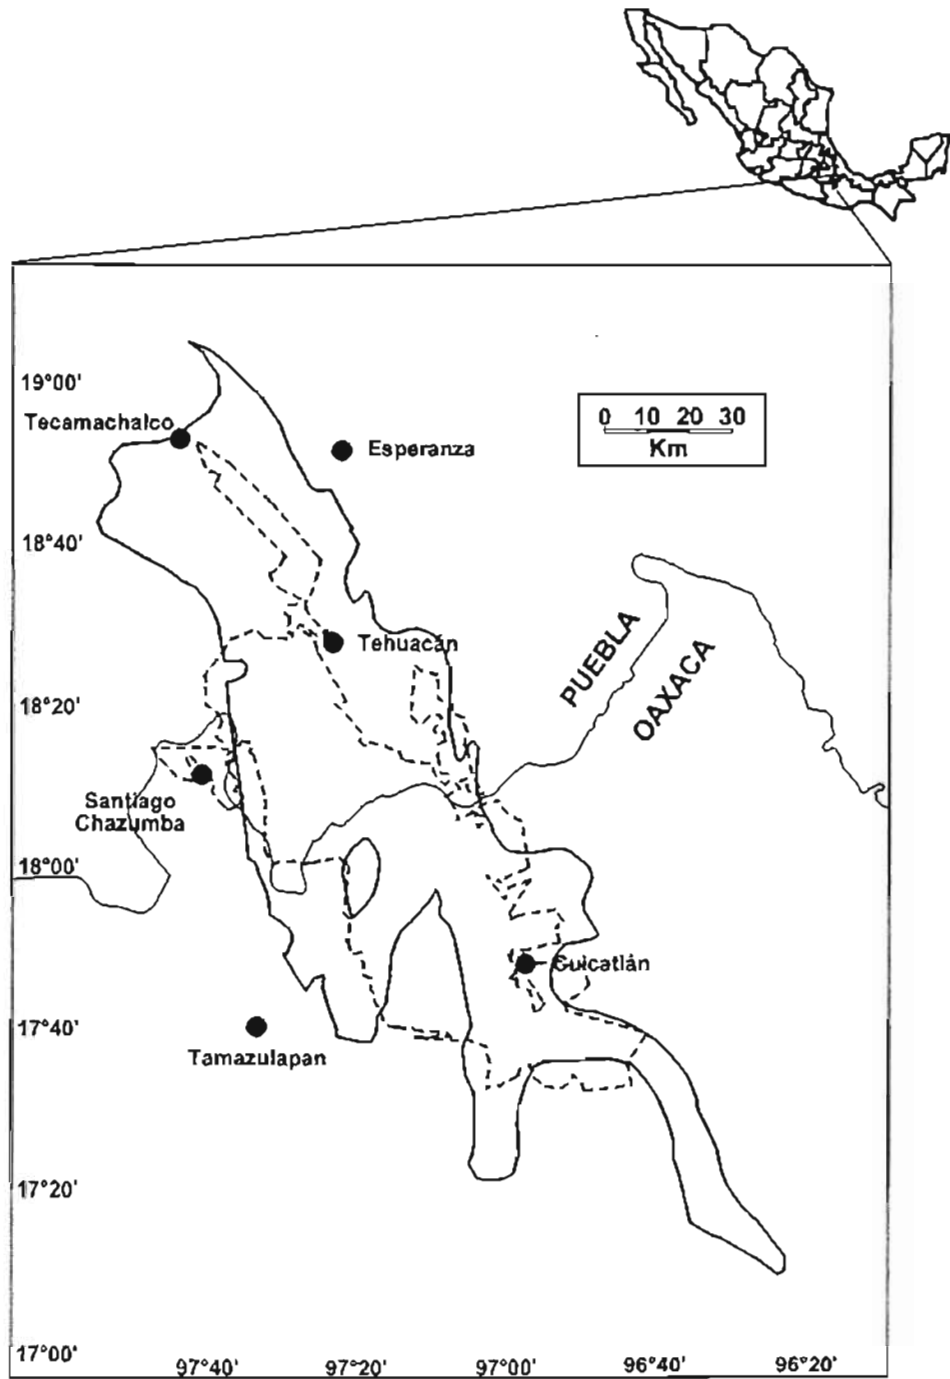 19°00'
Tecamachalco
0 10 20 30
Km
Esperanza
18°40'
PUEBLA
OAXACA
Tehuacán
18°20'
Santiago
Chazumba
18°00'
Cuicatlán
17°40'
Tamazulapan
17°20'
17°00'
97°40' 97°20' 97°00' 96°40' 96°20'